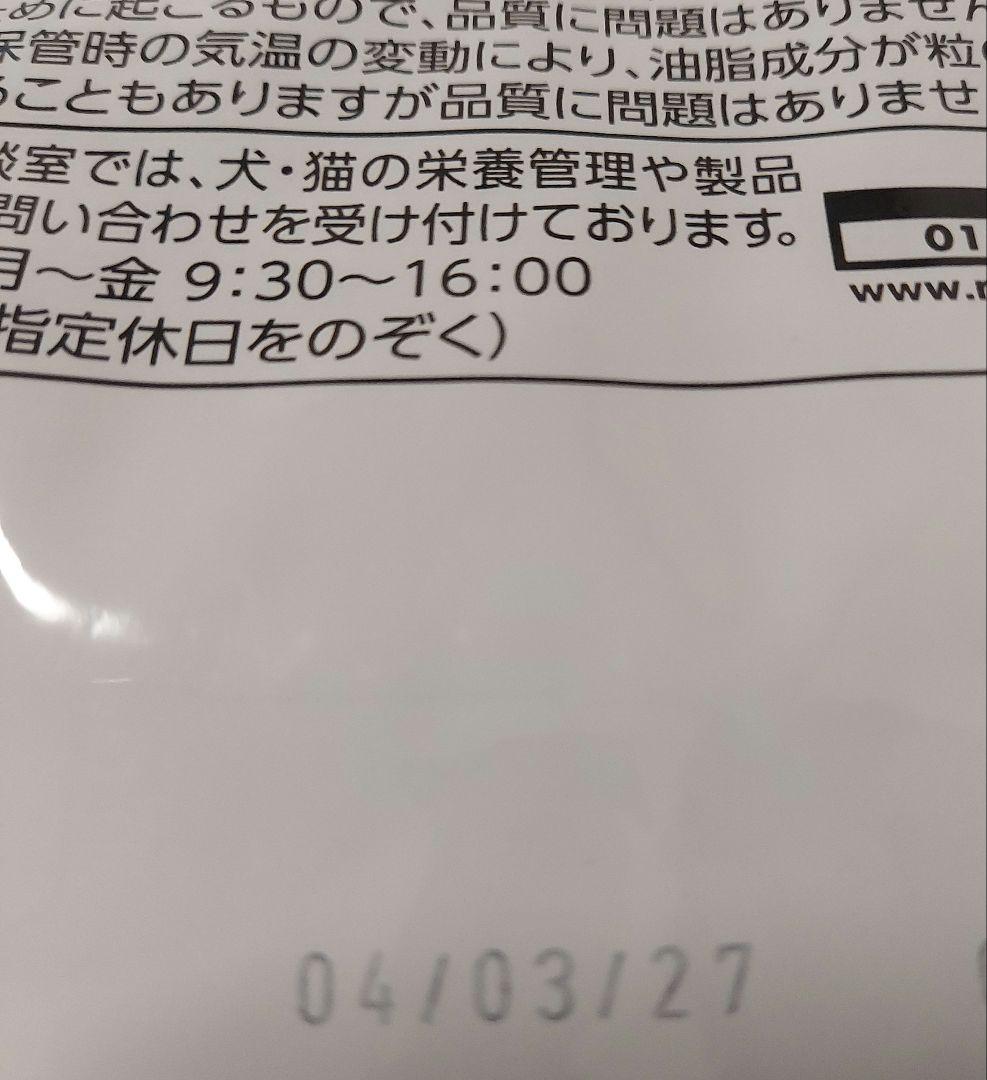 めに起こるもので、品質に問題はありません
保管時の気温の変動により、油脂成分が粒
ることもありますが品質に問題はありませ
談室では、犬・猫の栄養管理や製品
問い合わせを受け付けております。
月〜金 9:30〜16:00
指定休日をのぞく)
01
www.
04/03/27